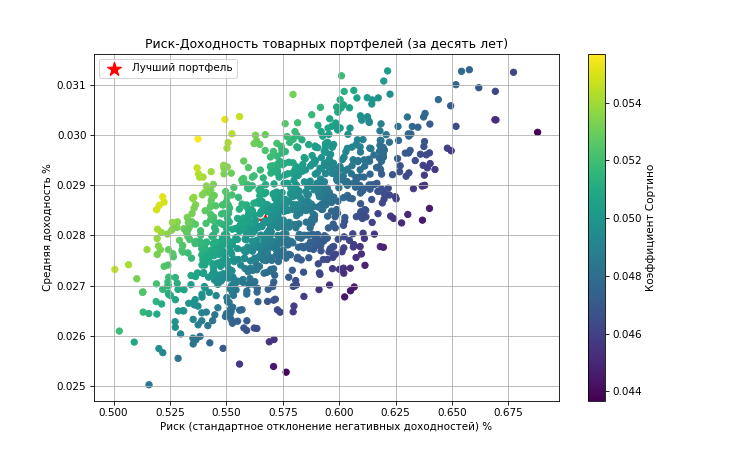 Риск-Доходность товарных портфелей (за десять лет)
Лучший портфель
Средняя доходность %
0.031
0.030
0.029
0.028
0.027
0.026
0.025
0.500 0.525 0.550 0.575 0.600 0.625 0.650 0.675
Риск (стандартное отклонение негативных доходностей) %
0.054
0.052
0.050
0.048
0.046
0.044
Коэффициент Сортино